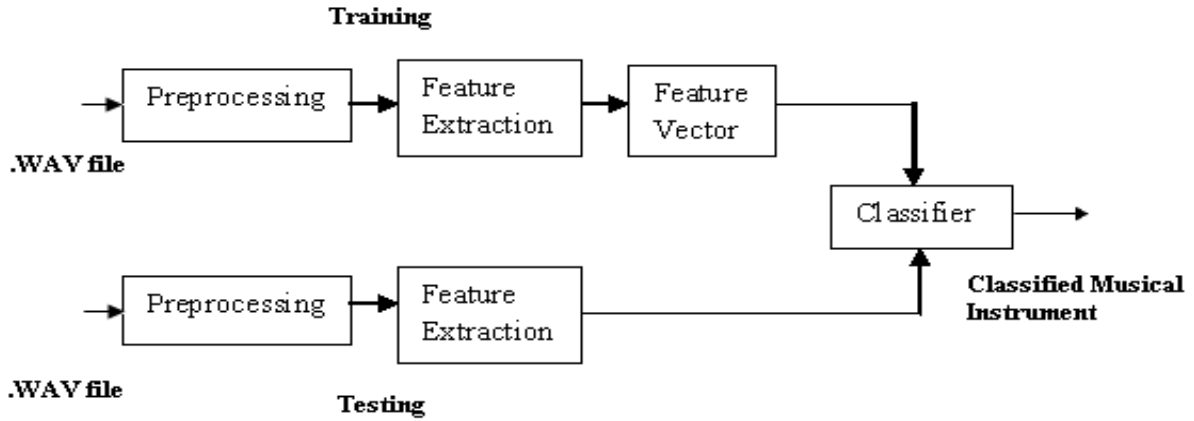 Training
Preprocessing
Feature
Extraction
Feature
Vector
.WAV file
Classifier
Classified Musical
Instrument
Preprocessing
Feature
Extraction
.WAV file
Testing